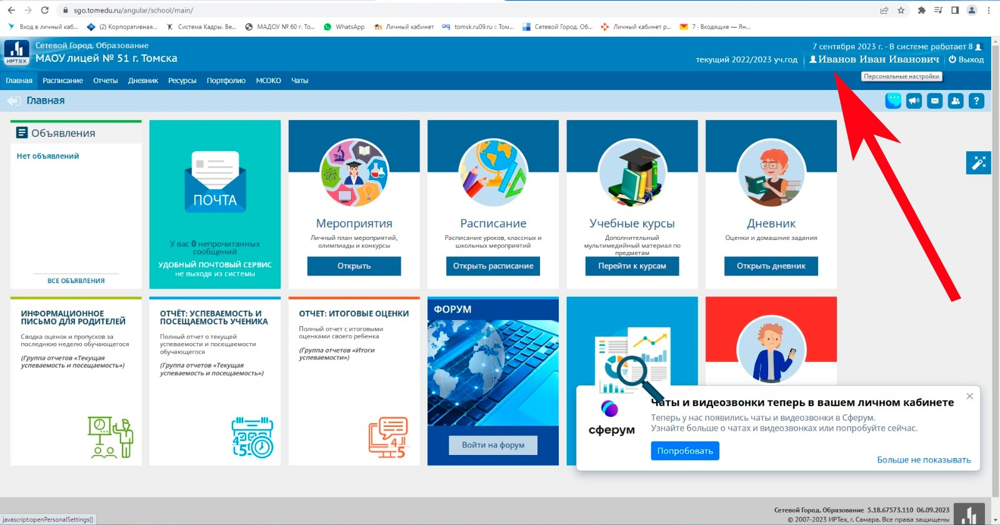 sgo.tomedu.ru/angular/school/main/
Вход в личный каб...
(2) Корпоративная...
Система Кадры. Ве...
МАДОУ № 60 г. То...
WhatsApp
Личный кабинет
tomsk.ru09.ru :: Том...
Сетевой Город. Об...
Личный кабинет р...
7 · Входящие — Ян...
ИРТЕХ
Сетевой Город. Образование
МАОУ лицей № 51 г. Томска
7 сентября 2023 г. - В системе работает 8
текущий 2022/2023 уч.год
Иванов Иван Иванович
Выход
Главная Расписание Отчеты Дневник Ресурсы Портфолио МСОКО Чаты
Персональные настройки
Главная
?
Объявления
Нет объявлений
ВСЕ ОБЪЯВЛЕНИЯ
ПОЧТА
У вас 0 непрочитанных
сообщений
УДОБНЫЙ ПОЧТОВЫЙ СЕРВИС
не выходя из системы
Мероприятия
Личный план мероприятий,
олимпиады и конкурсы
Открыть
Расписание
Расписание уроков, классных и
школьных мероприятий
Открыть расписание
Учебные курсы
Дополнительный
мультимедийный материал по
предметам
Перейти к курсам
Дневник
Оценки и домашние задания
Открыть дневник
ИНФОРМАЦИОННОЕ
ПИСЬМО ДЛЯ РОДИТЕЛЕЙ
Сводка оценок и пропусков за
последнюю неделю обучающегося
(Группа отчетов «Текущая
успеваемость и посещаемость»)
ОТЧЁТ: УСПЕВАЕМОСТЬ И
ПОСЕЩАЕМОСТЬ УЧЕНИКА
Полный отчет о текущей
успеваемости и посещаемости
обучающегося
(Группа отчетов «Текущая
успеваемость и посещаемость»)
4
5
ОТЧЕТ: ИТОГОВЫЕ ОЦЕНКИ
Полный отчет с итоговыми
оценками своего ребенка
(Группа отчетов «Итоги
успеваемости»)
4
5
ФОРУМ
Войти на форум
сферум
Чаты и видеозвонки теперь в вашем личном кабинете
Теперь у нас появились чаты и видеозвонки в Сферум.
Узнайте больше о чатах и видеозвонках или попробуйте сейчас.
Попробовать
Больше не показывать
Сетевой Город. Образование 5.18.67573.110 06.09.2023
© 2007-2023 ИРТех, г. Самара. Все права защищены
javascript:openPersonalSettings()